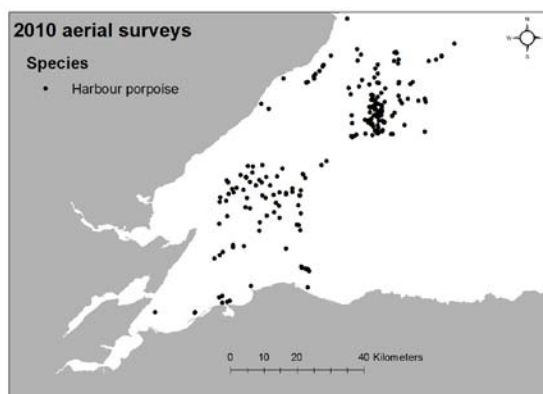 2010 aerial surveys
Species
Harbour porpoise
N
W E
S
0 10 20 40 Kilometers